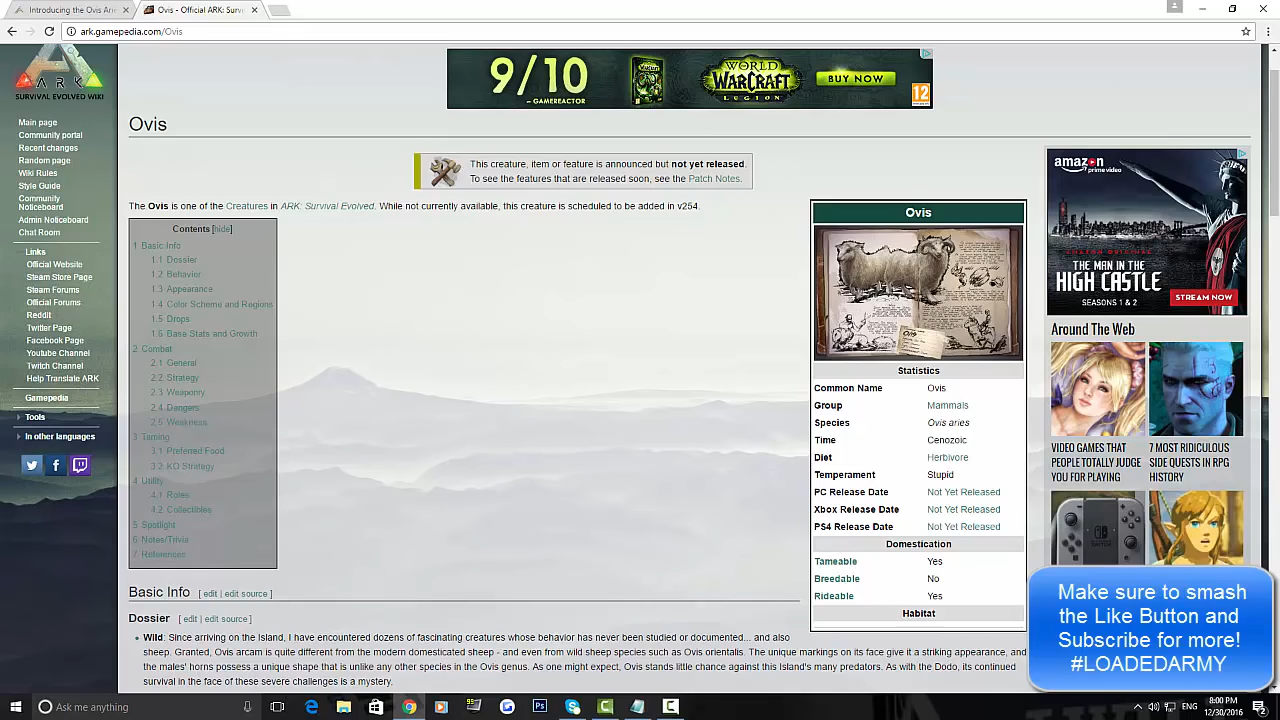 Introducing the Ovis Arie
Ovis - Official ARK: Surv
ark.gamepedia.com/Ovis
ARK
SURVIVAL EVOLVED WIKI
Main page
Community portal
Recent changes
Random page
Wiki Rules
Style Guide
Community
Noticeboard
Admin Noticeboard
Chat Room
Links
Official Website
Steam Store Page
Steam Forums
Official Forums
Reddit
Twitter Page
Facebook Page
Youtube Channel
Twitch Channel
Help Translate ARK
Gamepedia
Tools
In other languages
9/10
– GAMEREACTOR
WORLD
WARCRAFT
LEGION
BUY NOW
12
Ovis
This creature, item or feature is announced but not yet released.
To see the features that are released soon, see the Patch Notes.
The Ovis is one of the Creatures in ARK: Survival Evolved. While not currently available, this creature is scheduled to be added in v254.
Contents [hide]
1 Basic Info
1.1 Dossier
1.2 Behavior
1.3 Appearance
1.4 Color Scheme and Regions
1.5 Drops
1.6 Base Stats and Growth
2 Combat
2.1 General
2.2 Strategy
2.3 Weaponry
2.4 Dangers
2.5 Weakness
3 Taming
3.1 Preferred Food
3.2 KO Strategy
4 Utility
4.1 Roles
4.2 Collectibles
5 Spotlight
6 Notes/Trivia
7 References
Basic Info [ edit | edit source ]
Dossier [ edit | edit source ]
Wild: Since arriving on the Island, I have encountered dozens of fascinating creatures whose behavior has never been studied or documented... and also
sheep. Granted, Ovis arcam is quite different from the modern domesticated sheep - and even from wild sheep species such as Ovis orientalis. The unique markings on its face give it a striking appearance, and
the males' horns possess a unique shape that is unlike any other species in the Ovis genus. As one might expect, Ovis stands little chance against this Island's many predators. As with the Dodo, its continued
survival in the face of these severe challenges is a mystery.
Ovis
Ovis
Statistics
Common Name Ovis
Group Mammals
Species Ovis aries
Time Cenozoic
Diet Herbivore
Temperament Stupid
PC Release Date Not Yet Released
Xbox Release Date Not Yet Released
PS4 Release Date Not Yet Released
Domestication
Tameable Yes
Breedable No
Rideable Yes
Habitat
amazon
prime video
AMAZON ORIGINAL
THE MAN IN THE
HIGH CASTLE
SEASONS 1 & 2
STREAM NOW
Around The Web
VIDEO GAMES THAT
PEOPLE TOTALLY JUDGE
YOU FOR PLAYING
7 MOST RIDICULOUS
SIDE QUESTS IN RPG
HISTORY
Make sure to smash
the Like Button and
Subscribe for more!
#LOADEDARMY
Ask me anything
ENG
8:00 PM
12/30/2016
2